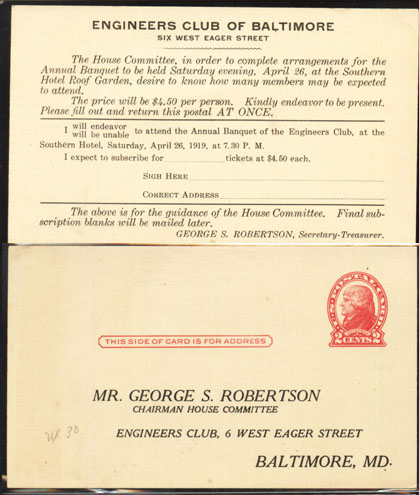 ENGINEERS CLUB OF BALTIMORE
SIX WEST EAGER STREET
The House Committee, in order to complete arrangements for the
Annual Banquet to be held Saturday evening, April 26, at the Southern
Hotel Roof Garden, desire to know how many members may be expected
to attend.
The price will be $4.50 per person. Kindly endeavor to be present.
Please fill out and return this postal AT ONCE.
I will endeavor
will be unable to attend the Annual Banquet of the Engineers Club, at the
Southern Hotel, Saturday, April 26, 1919, at 7.30 P. M.
I expect to subscribe for tickets at $4.50 each.
SIGH HERE
CORRECT ADDRESS
The above is for the guidance of the House Committee. Final sub-
scription blanks will be mailed later.
GEORGE S. ROBERTSON, Secretary-Treasurer.
U.S. POSTAL CARD
2 CENTS 2
THIS SIDE OF CARD IS FOR ADDRESS
MR. GEORGE S. ROBERTSON
CHAIRMAN HOUSE COMMITTEE
UX 30
ENGINEERS CLUB, 6 WEST EAGER STREET
BALTIMORE, MD.